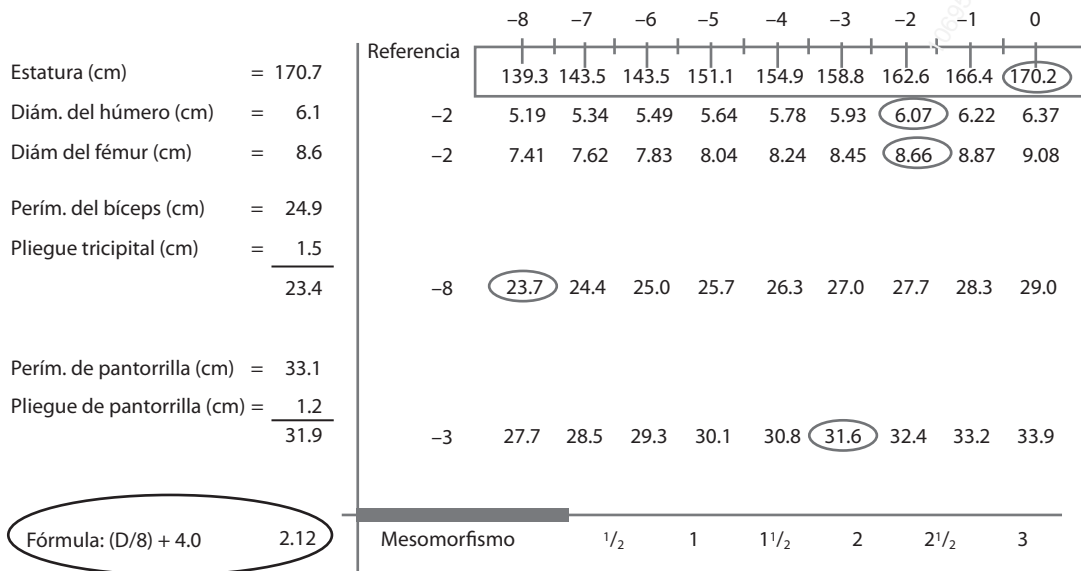 –8 –7 –6 –5 –4 –3 –2 –1 0
Referencia
Estatura (cm) = 170.7 139.3 143.5 143.5 151.1 154.9 158.8 162.6 166.4 170.2
Diám. del húmero (cm) = 6.1 –2 5.19 5.34 5.49 5.64 5.78 5.93 6.07 6.22 6.37
Diám del fémur (cm) = 8.6 –2 7.41 7.62 7.83 8.04 8.24 8.45 8.66 8.87 9.08
Perím. del bíceps (cm) = 24.9
Pliegue tricipital (cm) = 1.5
23.4 –8 23.7 24.4 25.0 25.7 26.3 27.0 27.7 28.3 29.0
Perím. de pantorrilla (cm) = 33.1
Pliegue de pantorrilla (cm) = 1.2
31.9 –3 27.7 28.5 29.3 30.1 30.8 31.6 32.4 33.2 33.9
Fórmula: (D/8) + 4.0 2.12 Mesomorfismo 1/2 1 1 1/2 2 2 1/2 3